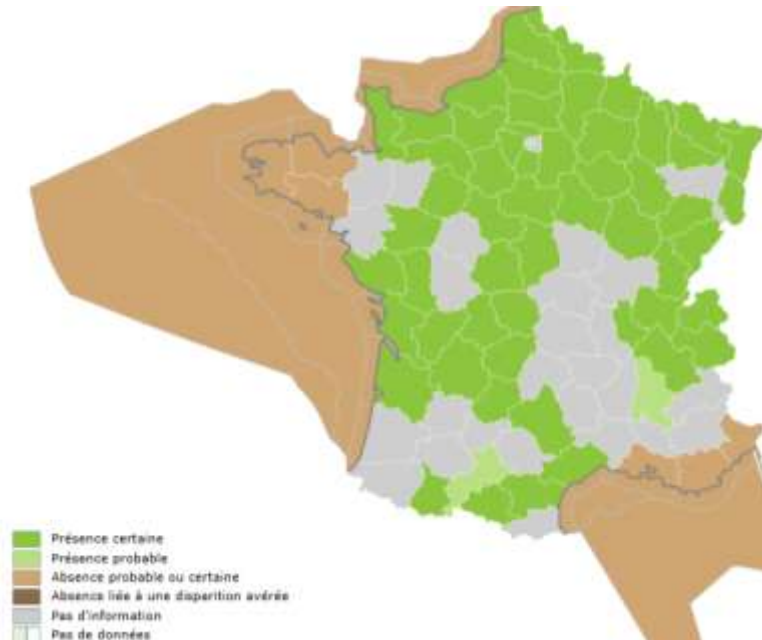 Présence certaine
Présence probable
Absence probable ou certaine
Absence liée à une disparition avérée
Pas d'information
Pas de données